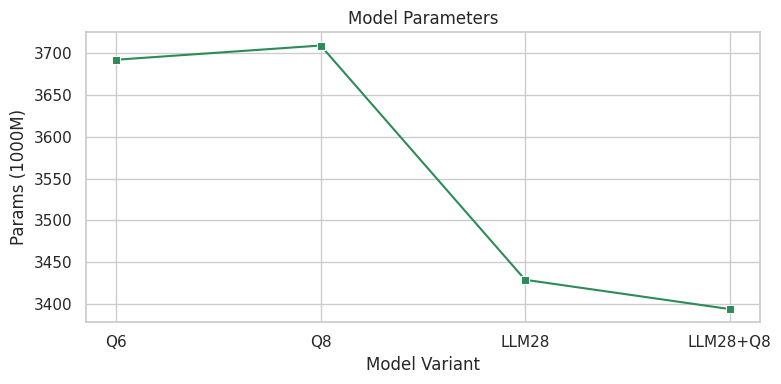 Model Parameters
Params (1000M)
3700
3650
3600
3550
3500
3450
3400
Q6 Q8 LLM28 LLM28+Q8
Model Variant